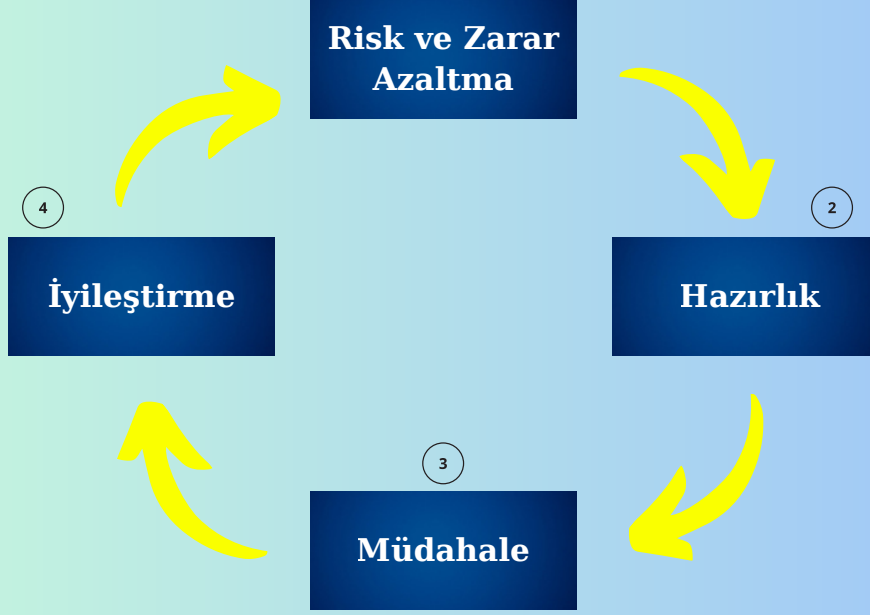 Risk ve Zarar
Azaltma
2
Hazırlık
3
Müdahale
4
İyileştirme